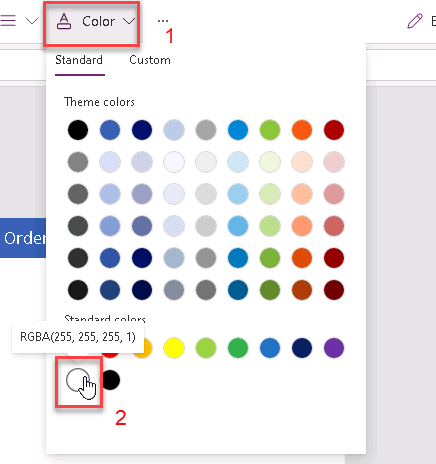 Color
1
Standard Custom
Theme colors
Order
Standard colors
RGBA(255, 255, 255, 1)
2